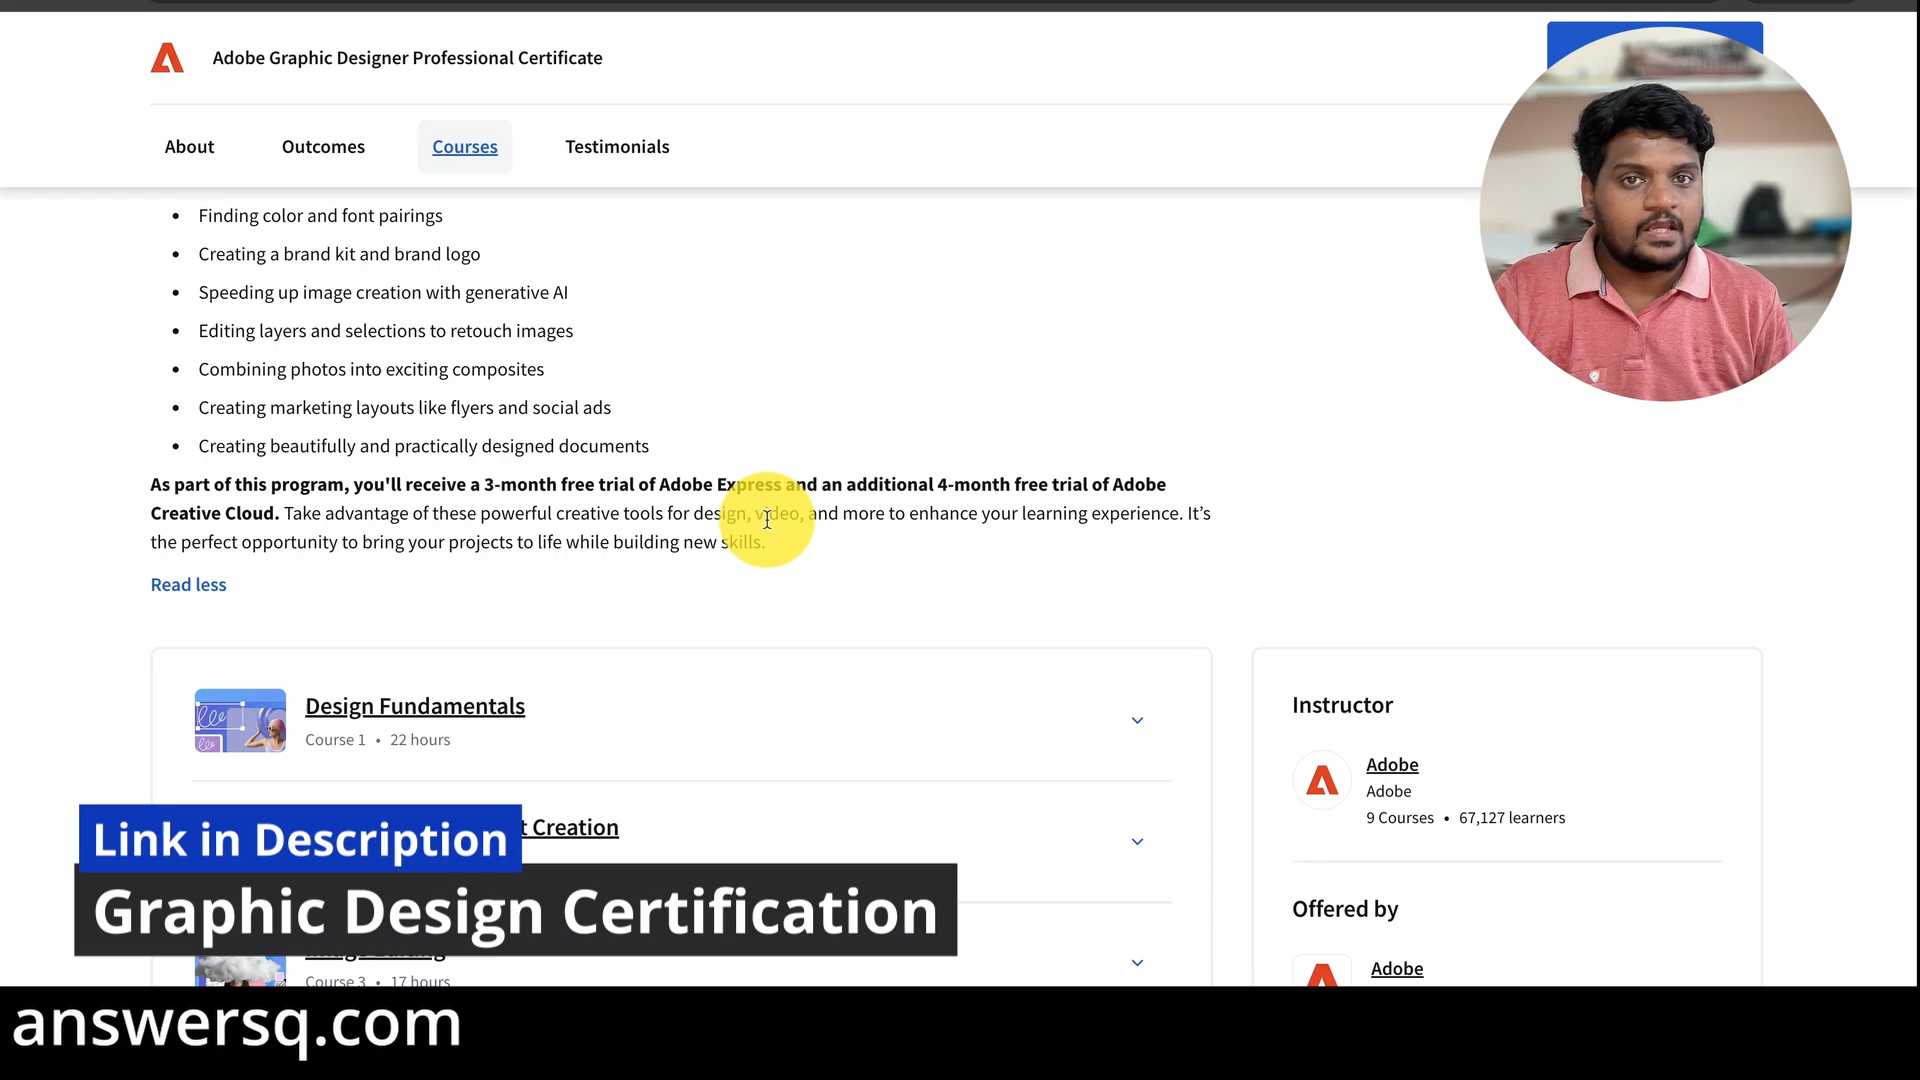 Adobe Graphic Designer Professional Certificate
About
Outcomes
Courses
Testimonials
• Finding color and font pairings
• Creating a brand kit and brand logo
• Speeding up image creation with generative AI
• Editing layers and selections to retouch images
• Combining photos into exciting composites
• Creating marketing layouts like flyers and social ads
• Creating beautifully and practically designed documents
As part of this program, you'll receive a 3-month free trial of Adobe Express and an additional 4-month free trial of Adobe
Creative Cloud. Take advantage of these powerful creative tools for design, video, and more to enhance your learning experience. It’s
the perfect opportunity to bring your projects to life while building new skills.
Read less
Design Fundamentals
Course 1 • 22 hours
Creation
Course 3 • 17 hours
Instructor
Adobe
Adobe
9 Courses • 67,127 learners
Offered by
Adobe
Link in Description
Graphic Design Certification
answersq.com